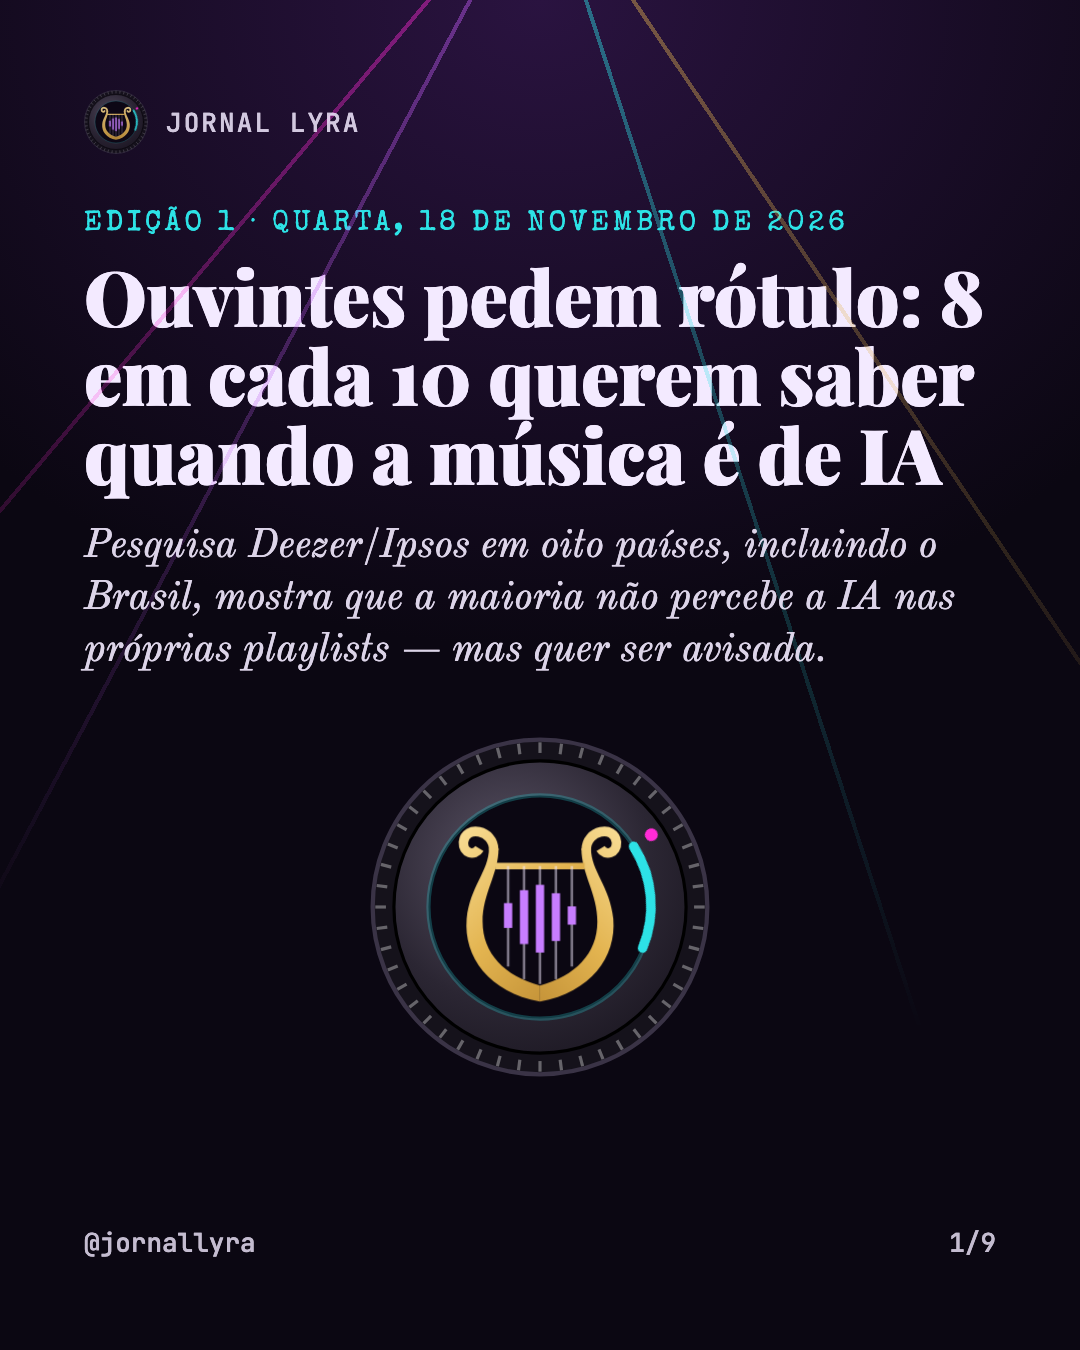 JORNAL LYRA
EDIÇÃO 1 · QUARTA, 18 DE NOVEMBRO DE 2026
Ouvintes pedem rótulo: 8
em cada 10 querem saber
quando a música é de IA
Pesquisa Deezer/Ipsos em oito países, incluindo o
Brasil, mostra que a maioria não percebe a IA nas
próprias playlists — mas quer ser avisada.
@jornallyra
1/9